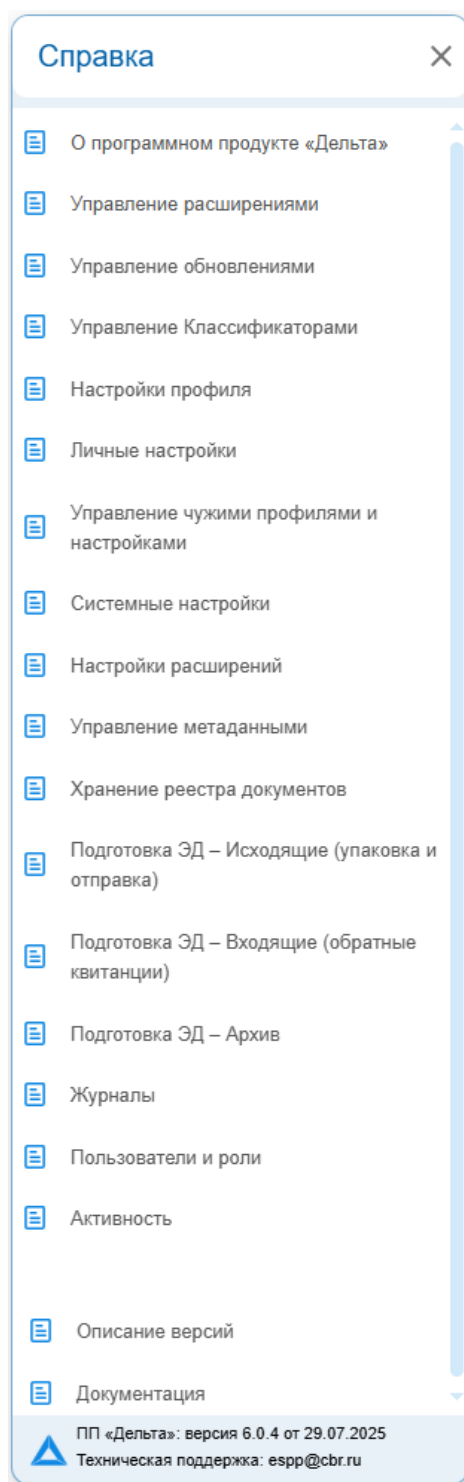 Справка
О программном продукте «Дельта»
Управление расширениями
Управление обновлениями
Управление Классификаторами
Настройки профиля
Личные настройки
Управление чужими профилями и
настройками
Системные настройки
Настройки расширений
Управление метаданными
Хранение реестра документов
Подготовка ЭД – Исходящие (упаковка и
отправка)
Подготовка ЭД – Входящие (обратные
квитанции)
Подготовка ЭД – Архив
Журналы
Пользователи и роли
Активность
Описание версий
Документация
ПП «Дельта»: версия 6.0.4 от 29.07.2025
Техническая поддержка: espp@cbr.ru